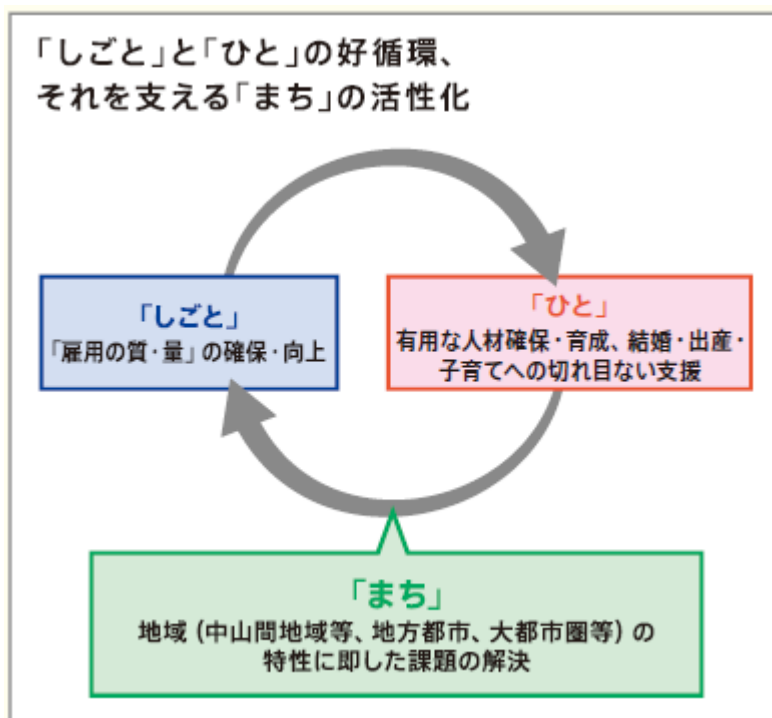 「しごと」と「ひと」の好循環、
それを支える「まち」の活性化
「しごと」
「雇用の質・量」の確保・向上
「ひと」
有用な人材確保・育成、結婚・出産・
子育てへの切れ目ない支援
「まち」
地域（中山間地域等、地方都市、大都市圏等）の
特性に即した課題の解決